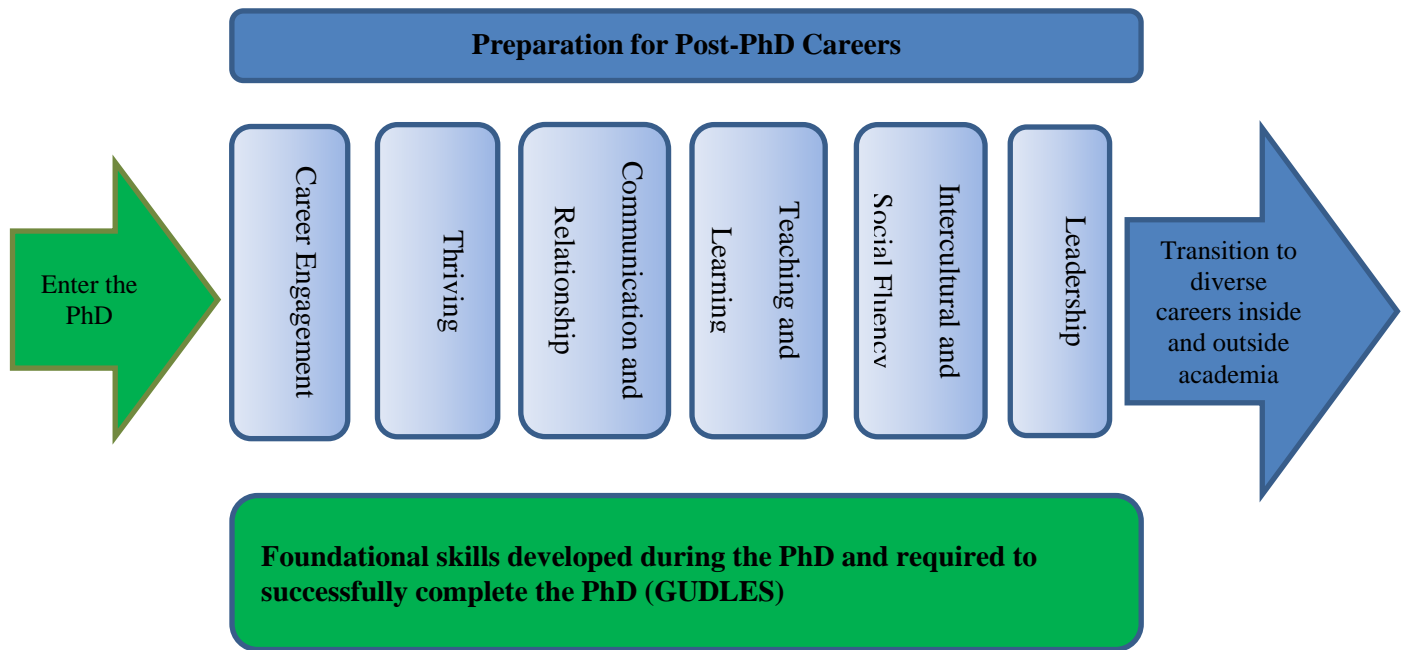 Preparation for Post-PhD Careers
Enter the
PhD
Career Engagement
Thriving
Communication and
Relationship
Teaching and
Learning
Intercultural and
Social Fluency
Leadership
Transition to
diverse
careers inside
and outside
academia
Foundational skills developed during the PhD and required to
successfully complete the PhD (GUDLES)